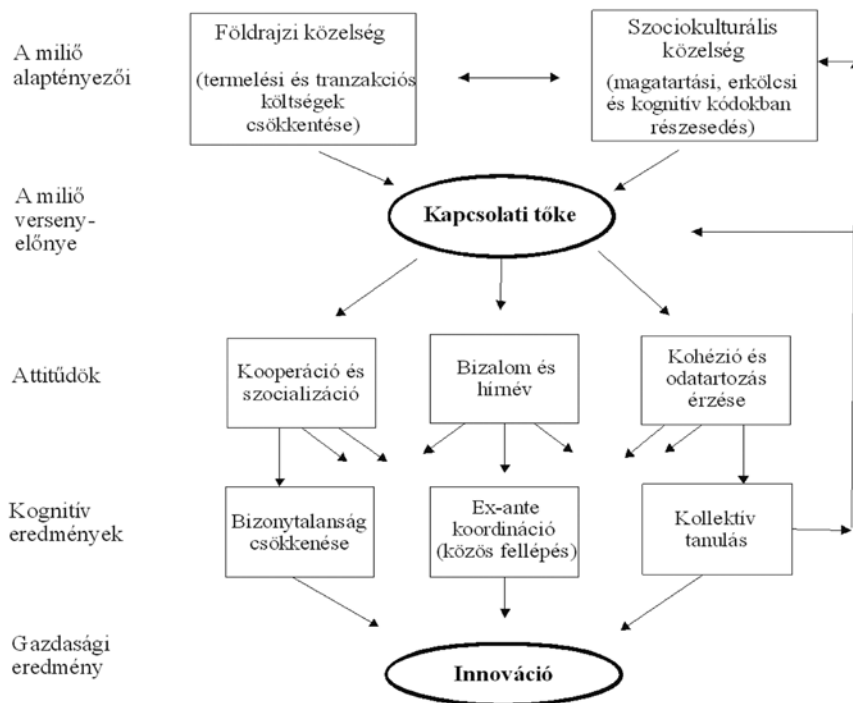 A milió
alaptényezői
Földrajzi közelség
(termelési és tranzakciós
költségek
csökkentése)
Szociokulturális
közelség
(magatartási, erkölcsi
és kognitív kódokban
részesedés)
A milió
verseny-
előnye
Kapcsolati tőke
Attitűdök
Kooperáció és
szocializáció
Bizalom és
hírnév
Kohézió és
odatartozás
érzése
Kognitív
eredmények
Bizonytalanság
csökkenése
Ex-ante
koordináció
(közös fellépés)
Kollektív
tanulás
Gazdasági
eredmény
Innováció